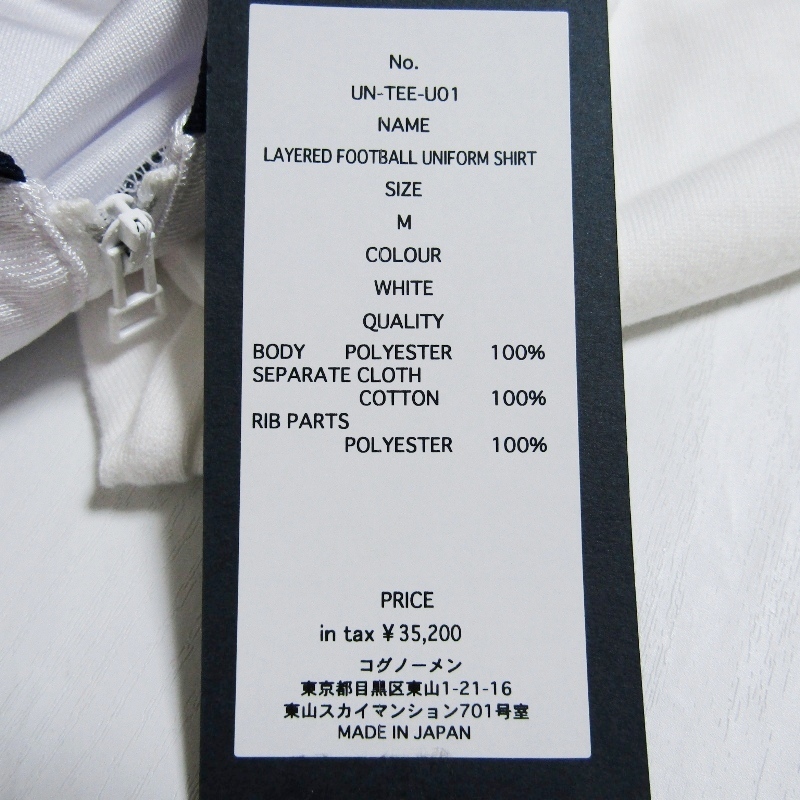 No.
UN-TEE-U01
NAME
LAYERED FOOTBALL UNIFORM SHIRT
SIZE
M
COLOUR
WHITE
QUALITY
BODY POLYESTER 100%
SEPARATE CLOTH
COTTON 100%
RIB PARTS
POLYESTER 100%
PRICE
in tax ¥35,200
コグノーメン
東京都目黒区東山1-21-16
東山スカイマンション701号室
MADE IN JAPAN